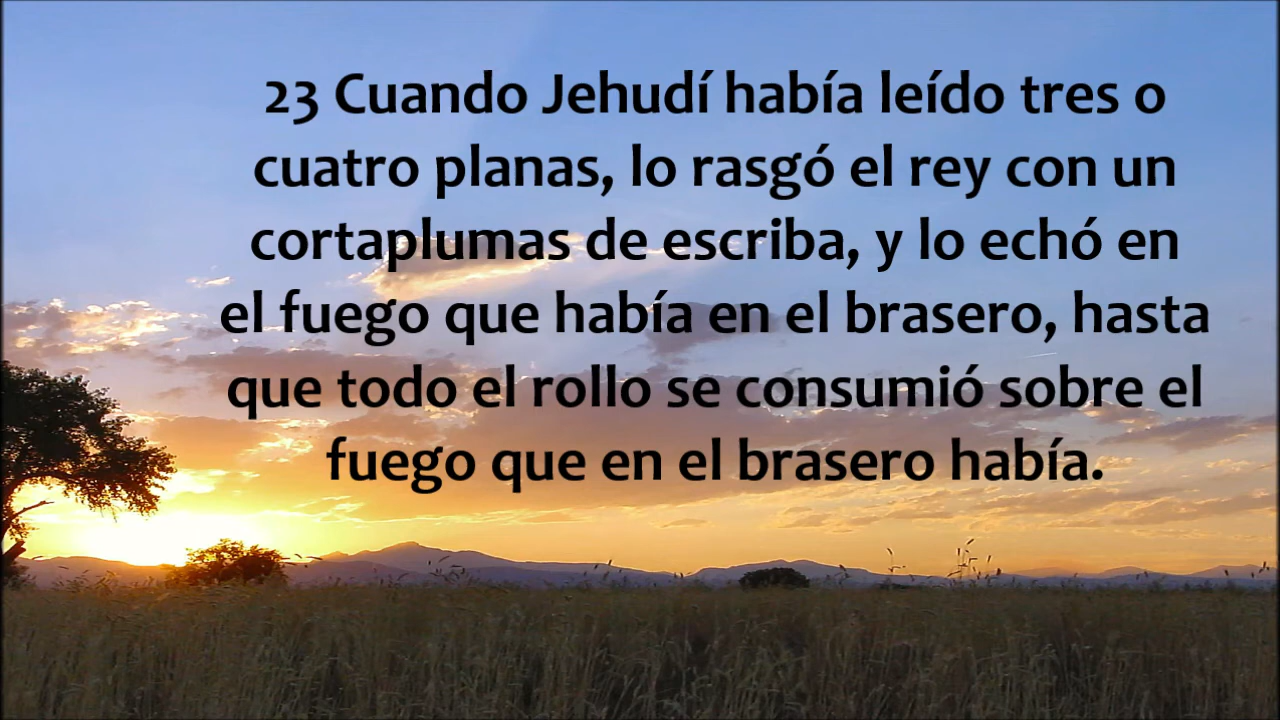 23 Cuando Jehudí había leído tres o
cuatro planas, lo rasgó el rey con un
cortaplumas de escriba, y lo echó en
el fuego que había en el brasero, hasta
que todo el rollo se consumió sobre el
fuego que en el brasero había.